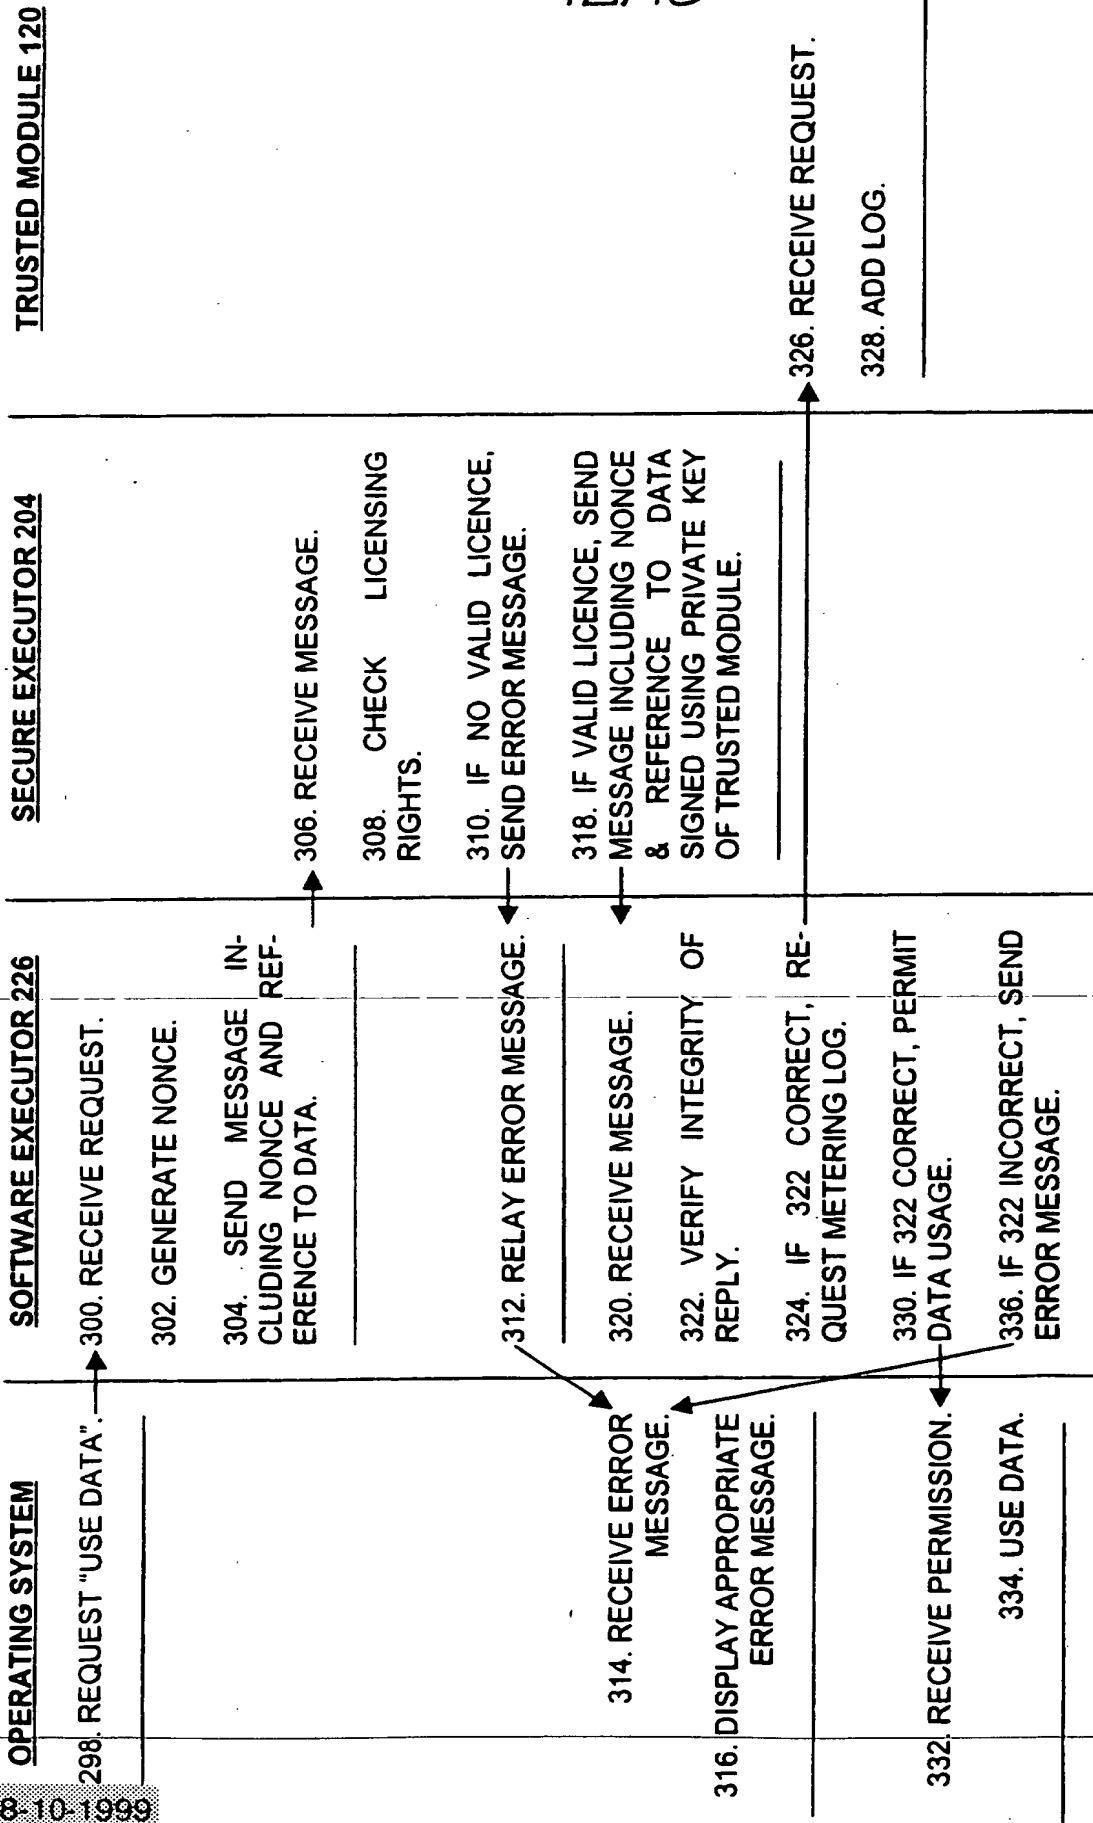 OPERATING SYSTEM
298. REQUEST "USE DATA".
314. RECEIVE ERROR
MESSAGE.
316. DISPLAY APPROPRIATE
ERROR MESSAGE.
332. RECEIVE PERMISSION.
334. USE DATA.
SOFTWARE EXECUTOR 226
300. RECEIVE REQUEST.
302. GENERATE NONCE.
304. SEND MESSAGE IN-
CLUDING NONCE AND REF-
ERENCE TO DATA.
312. RELAY ERROR MESSAGE.
320. RECEIVE MESSAGE.
322. VERIFY INTEGRITY OF
REPLY.
324. IF 322 CORRECT, RE-
QUEST METERING LOG.
330. IF 322 CORRECT, PERMIT
DATA USAGE.
336. IF 322 INCORRECT, SEND
ERROR MESSAGE.
SECURE EXECUTOR 204
306. RECEIVE MESSAGE.
308. CHECK LICENSING
RIGHTS.
310. IF NO VALID LICENCE,
SEND ERROR MESSAGE.
318. IF VALID LICENCE, SEND
MESSAGE INCLUDING NONCE
& REFERENCE TO DATA
SIGNED USING PRIVATE KEY
OF TRUSTED MODULE.
TRUSTED MODULE 120
326. RECEIVE REQUEST.
328. ADD LOG.
8-10-1999